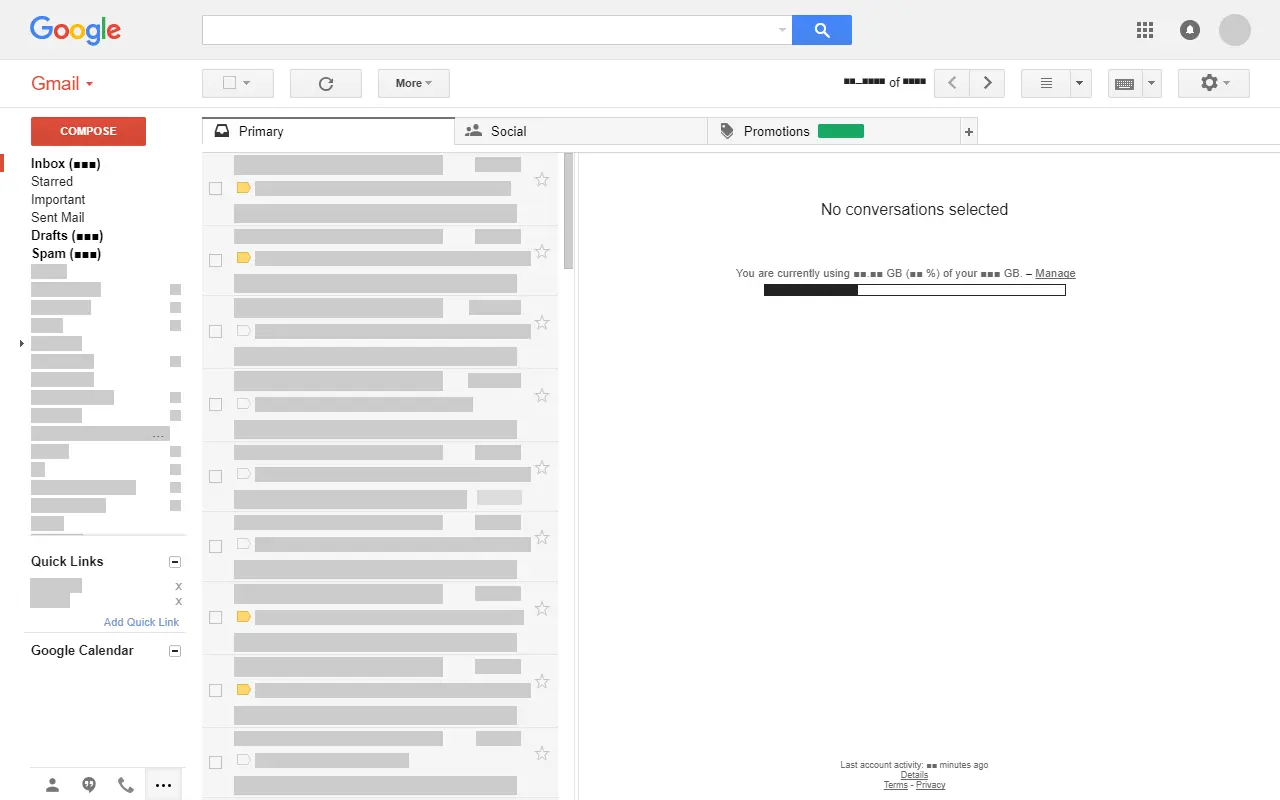 Google
Gmail
More
of
COMPOSE
Primary
Social
Promotions
+
Inbox (■■■)
Starred
Important
Sent Mail
Drafts (■■■)
Spam (■■■)
...
No conversations selected
You are currently using ■■.■■ GB (■■ %) of your ■■■ GB. – Manage
Quick Links
x
x
Add Quick Link
Google Calendar
Last account activity: ■■ minutes ago
Details
Terms - Privacy